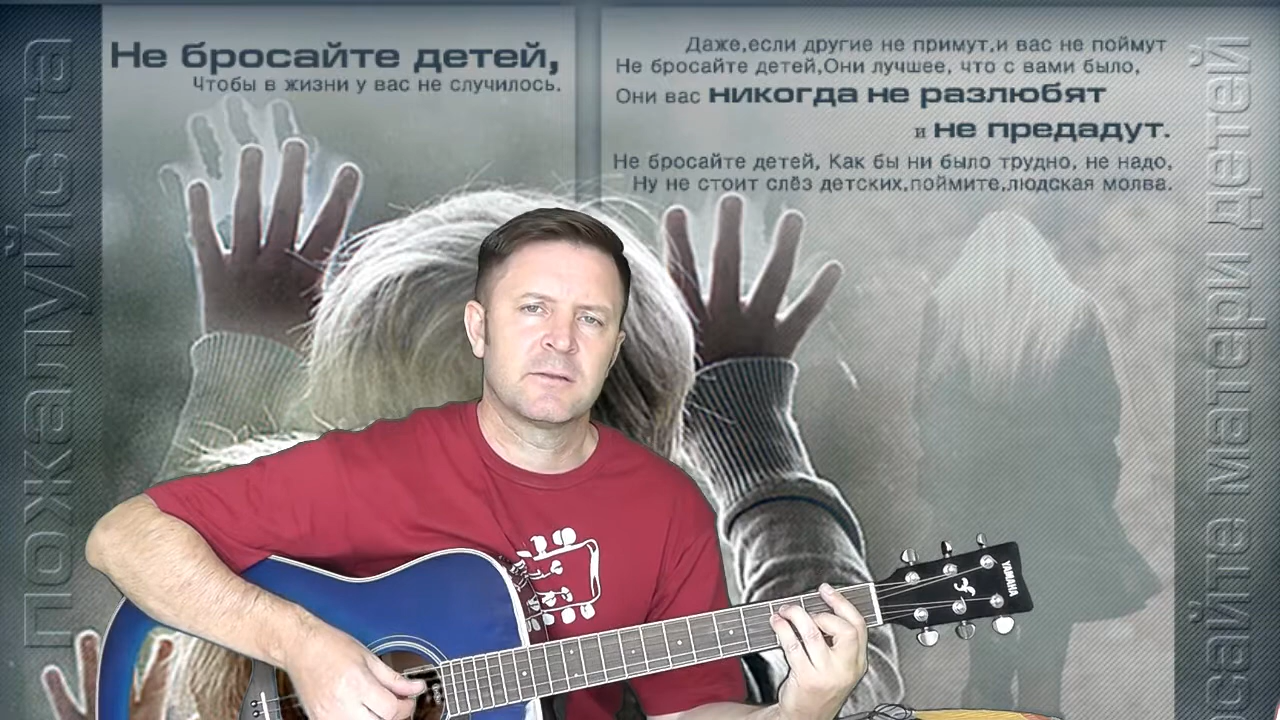 Не бросайте детей,
Чтобы в жизни у вас не случилось.
Даже,если другие не примут,и вас не поймут
Не бросайте детей,Они лучшее, что с вами было,
Они вас никогда не разлюбят
и не предадут.
Не бросайте детей, Как бы ни было трудно, не надо,
Ну не стоит слёз детских,поймите,людская молва.
пожалуйста
детей
матери
YAMAHA